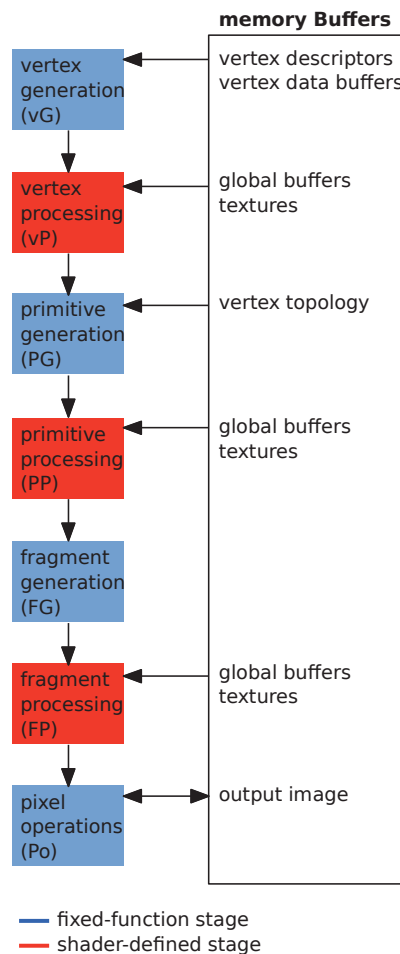 memory Buffers
vertex
generation
(vG)
vertex descriptors
vertex data buffers
vertex
processing
(vP)
global buffers
textures
primitive
generation
(PG)
vertex topology
primitive
processing
(PP)
global buffers
textures
fragment
generation
(FG)
fragment
processing
(FP)
global buffers
textures
pixel
operations
(Po)
output image
fixed-function stage
shader-defined stage